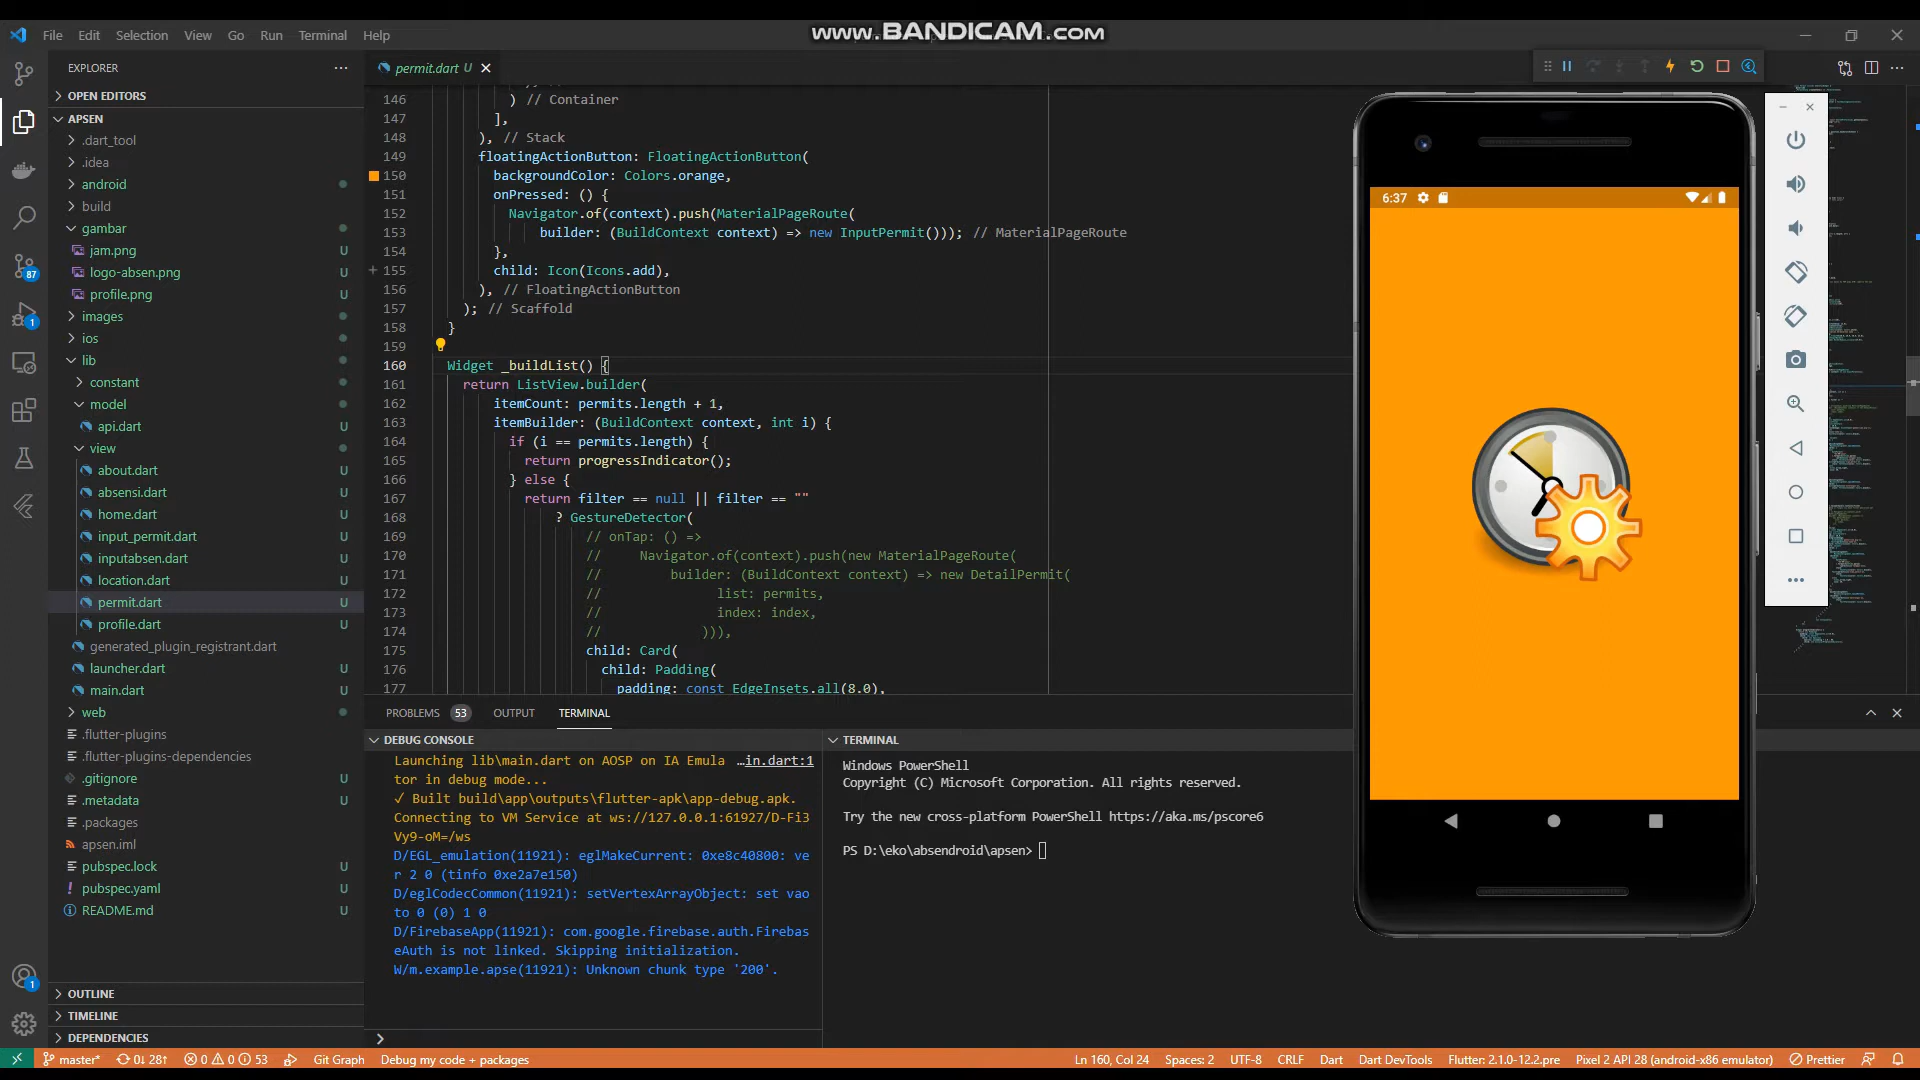 www.BANDICAM.com
File Edit Selection View Go Run Terminal Help
EXPLORER
OPEN EDITORS
APSEN
.dart_tool
.idea
android
build
gambar
jam.png U
logo-absen.png U
profile.png U
images
ios
lib
constant
model
api.dart U
view
about.dart U
absensi.dart U
home.dart U
input_permit.dart U
inputabsen.dart U
location.dart U
permit.dart U
profile.dart U
generated_plugin_registrant.dart
launcher.dart U
main.dart U
web
.flutter-plugins
.flutter-plugins-dependencies
.gitignore U
.metadata U
.packages
apsen.iml
pubspec.lock U
pubspec.yaml U
README.md U
OUTLINE
TIMELINE
DEPENDENCIES
87
1
1
permit.dart U
146 ) // Container
147 ],
148 ), // Stack
149 floatingActionButton: FloatingActionButton(
150 backgroundColor: Colors.orange,
151 onPressed: () {
152 Navigator.of(context).push(MaterialPageRoute(
153 builder: (BuildContext context) => new InputPermit())); // MaterialPageRoute
154 },
155 child: Icon(Icons.add),
156 ), // FloatingActionButton
157 ); // Scaffold
158 }
159
160 Widget _buildList() {
161 return ListView.builder(
162 itemCount: permits.length + 1,
163 itemBuilder: (BuildContext context, int i) {
164 if (i == permits.length) {
165 return progressIndicator();
166 } else {
167 return filter == null || filter == ""
168 ? GestureDetector(
169 // onTap: () =>
170 // Navigator.of(context).push(new MaterialPageRoute(
171 // builder: (BuildContext context) => new DetailPermit(
172 // list: permits,
173 // index: index,
174 // ))),
175 child: Card(
176 child: Padding(
177 padding: const EdgeInsets.all(8.0),
PROBLEMS 53 OUTPUT TERMINAL
DEBUG CONSOLE
Launching lib\main.dart on AOSP on IA Emula …in.dart:1
tor in debug mode...
✓ Built build\app\outputs\flutter-apk\app-debug.apk.
Connecting to VM Service at ws://127.0.0.1:61927/D-Fi3
Vy9-oM=/ws
D/EGL_emulation(11921): eglMakeCurrent: 0xe8c40800: ve
r 2 0 (tinfo 0xe2a7e150)
D/eglCodecCommon(11921): setVertexArrayObject: set vao
to 0 (0) 1 0
D/FirebaseApp(11921): com.google.firebase.auth.Firebas
eAuth is not linked. Skipping initialization.
W/m.example.apse(11921): Unknown chunk type '200'.
TERMINAL
Windows PowerShell
Copyright (C) Microsoft Corporation. All rights reserved.
Try the new cross-platform PowerShell https://aka.ms/pscore6
PS D:\eko\absendroid\apsen>
6:37
master* 0↓ 28↑ 0 0 53 Git Graph Debug my code + packages Ln 160, Col 24 Spaces: 2 UTF-8 CRLF Dart Dart DevTools Flutter: 2.1.0-12.2.pre Pixel 2 API 28 (android-x86 emulator) Prettier